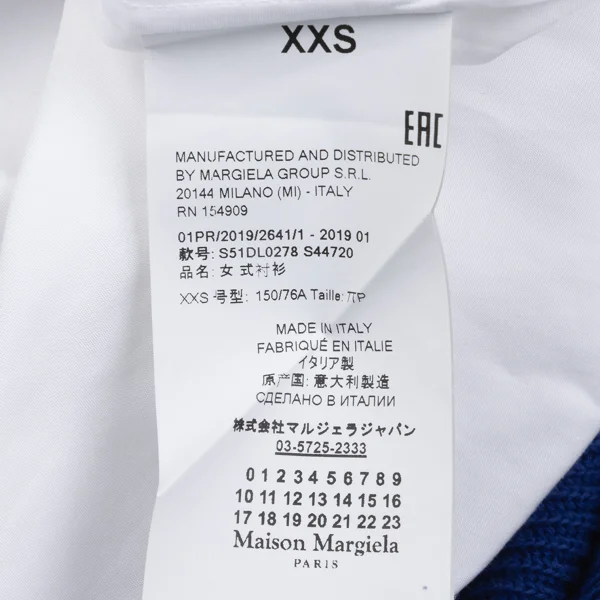 XXS
EAC
MANUFACTURED AND DISTRIBUTED
BY MARGIELA GROUP S.R.L.
20144 MILANO (MI) - ITALY
RN 154909
01PR/2019/2641/1 - 2019 01
款号: S51DL0278 S44720
品名: 女 式衬衫
XXS 号型: 150/76A Taille: πP
MADE IN ITALY
FABRIQUÉ EN ITALIE
イタリア製
原产国: 意大利製造
СДЕЛАНО В ИТАЛИИ
株式会社マルジェラジャパン
03-5725-2333
0 1 2 3 4 5 6 7 8 9
10 11 12 13 14 15 16
17 18 19 20 21 22 23
Maison Margiela
PARIS